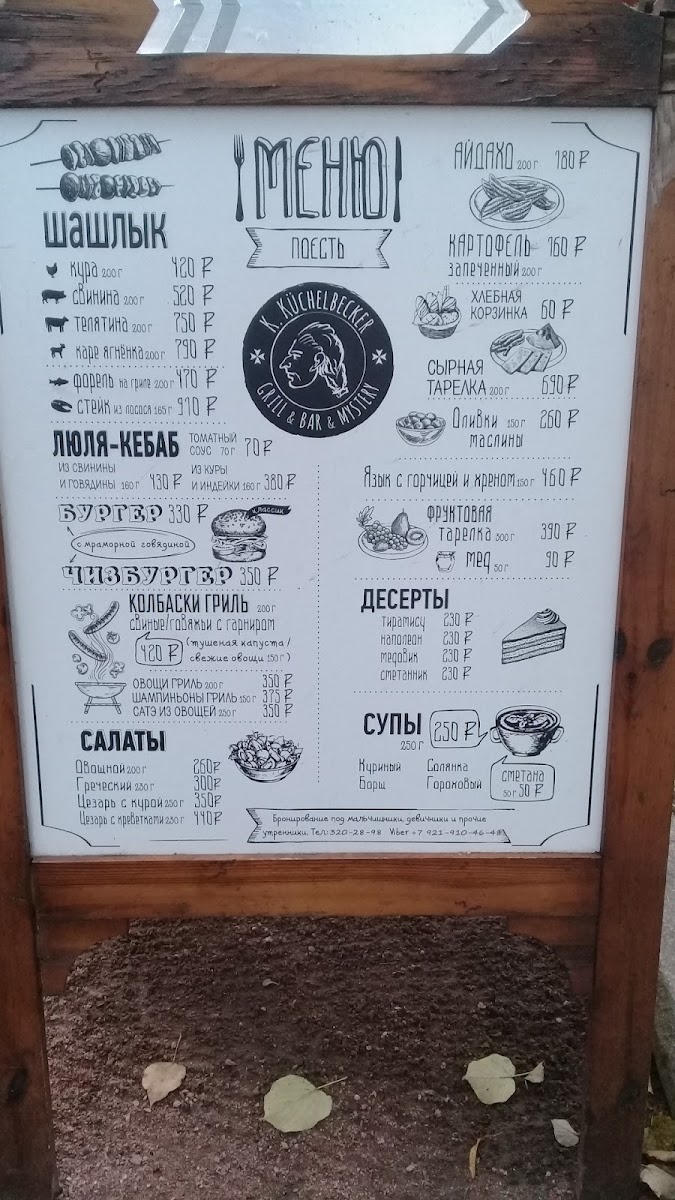 МЕНЮ
ПОЕСТЬ
K. KÜCHELBECKER
GRILL & BAR & MYSTERY
ШАШЛЫК
кура 200 г 420 ₽
свинина 200 г 520 ₽
телятина 200 г 750 ₽
каре ягнёнка 200 г 790 ₽
форель на гриле 200 г 470 ₽
стейк из лосося 165 г 910 ₽
ЛЮЛЯ-КЕБАБ
ТОМАТНЫЙ
СОУС 70 г 70 ₽
ИЗ СВИНИНЫ
И ГОВЯДИНЫ 160 г 430 ₽
ИЗ КУРЫ
И ИНДЕЙКИ 160 г 380 ₽
БУРГЕР 330 ₽
классик
с мраморной говядиной
ЧИЗБУРГЕР 350 ₽
КОЛБАСКИ ГРИЛЬ 200 г
свиные/говяжьи с гарниром
420 ₽
(тушеная капуста/
свежие овощи 150 г)
ОВОЩИ ГРИЛЬ 200 г 350 ₽
ШАМПИНЬОНЫ ГРИЛЬ 150 г 375 ₽
САТЭ ИЗ ОВОЩЕЙ 250 г 350 ₽
САЛАТЫ
Овощной 200 г 260₽
Греческий 230 г 300₽
Цезарь с курой 250 г 350₽
Цезарь с креветками 230 г 440₽
АЙДАХО 200 г 180 ₽
КАРТОФЕЛЬ 160 ₽
запеченный 200 г
ХЛЕБНАЯ
КОРЗИНКА 60 ₽
СЫРНАЯ
ТАРЕЛКА 200 г 690 ₽
Оливки 150 г 260 ₽
маслины
Язык с горчицей и хреном 150 г 460 ₽
ФРУКТОВАЯ
тарелка 500 г 390 ₽
мед 50 г 90 ₽
ДЕСЕРТЫ
тирамису 230 ₽
наполеон 230 ₽
медовик 230 ₽
сметанник 230 ₽
СУПЫ 250 ₽
250 г
Куриный Солянка
Борщ Гороховый
сметана
50 г 50 ₽
Бронирование под мальчишники, девичники и прочие
утренники. Тел: 320-28-98 Viber +7 921-910-46-48